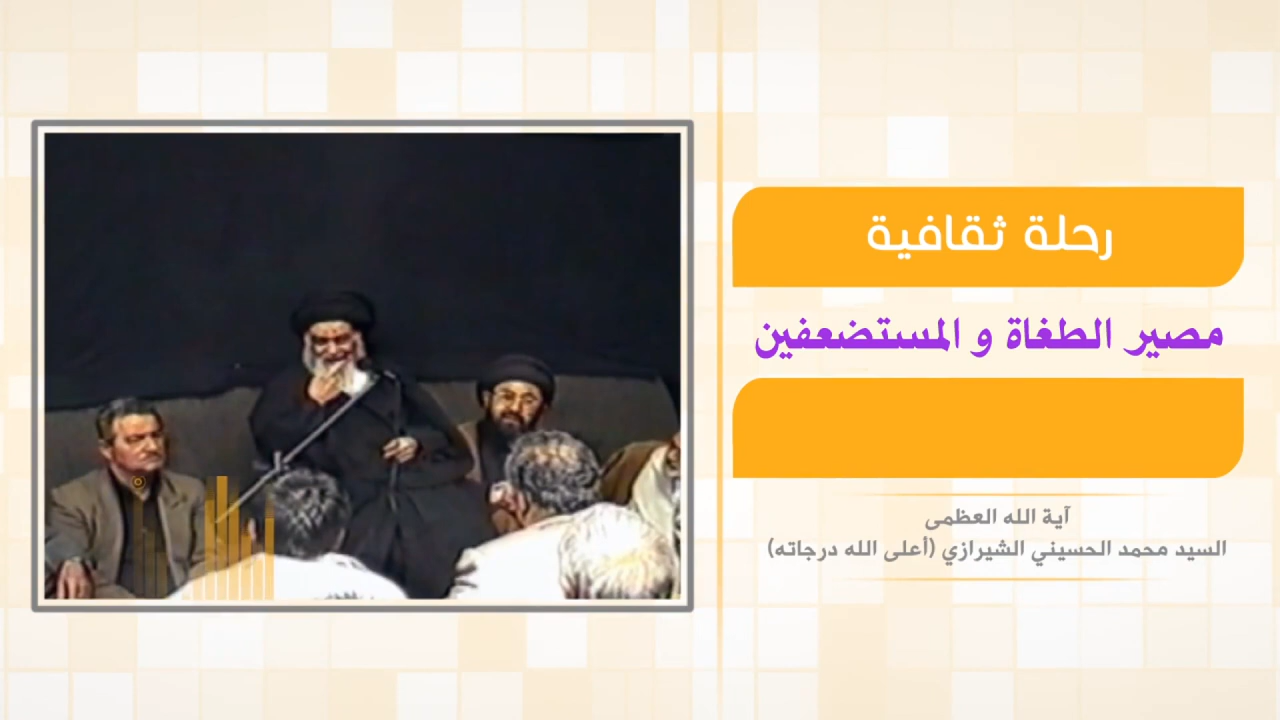 رحلة ثقافية
مصير الطغاة و المستضعفين
آية الله العظمى
السيد محمد الحسيني الشيرازي (أعلى الله درجاته)